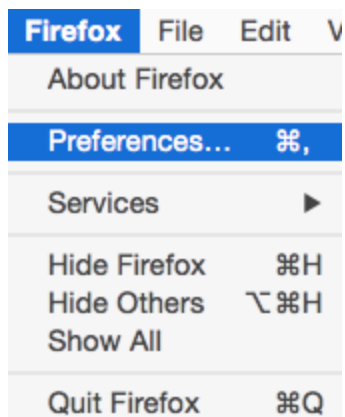 Firefox File Edit
About Firefox
Preferences... ⌘,
Services ▶
Hide Firefox ⌘H
Hide Others ⌥⌘H
Show All
Quit Firefox ⌘Q